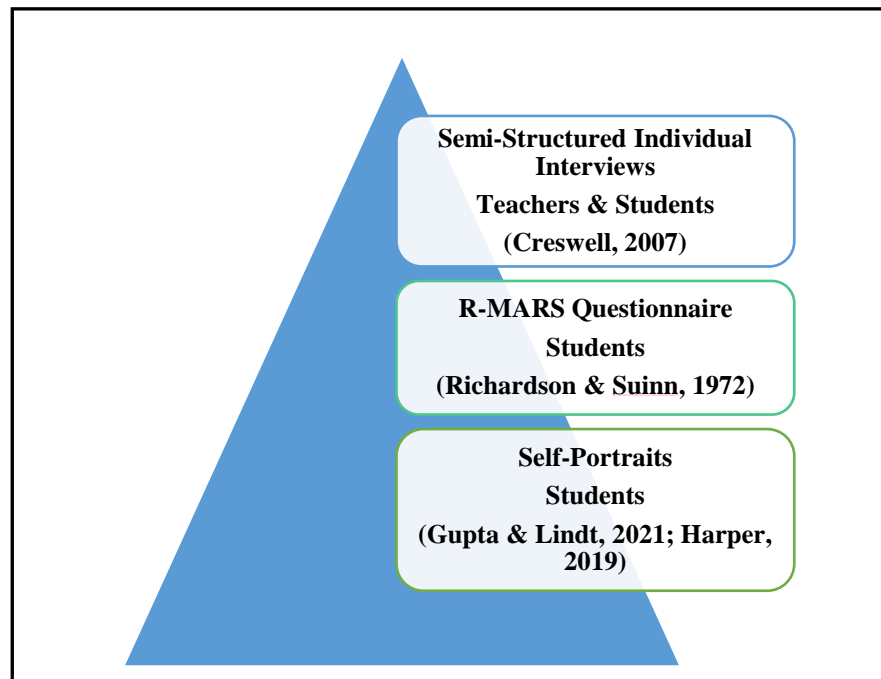 Semi-Structured Individual
Interviews
Teachers & Students
(Creswell, 2007)
R-MARS Questionnaire
Students
(Richardson & Suinn, 1972)
Self-Portraits
Students
(Gupta & Lindt, 2021; Harper,
2019)